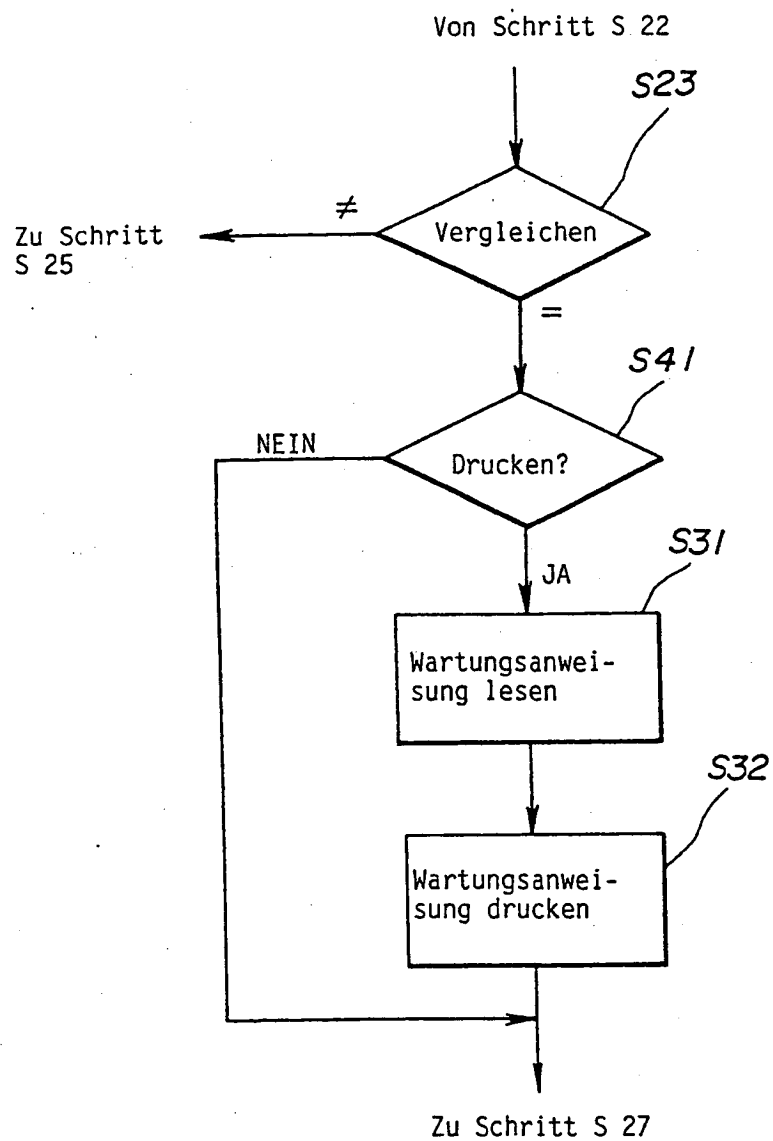 Von Schritt S 22
S23
≠
Vergleichen
Zu Schritt
S 25
=
S41
NEIN
Drucken?
S31
JA
Wartungsanwei-
sung lesen
S32
Wartungsanwei-
sung drucken
Zu Schritt S 27